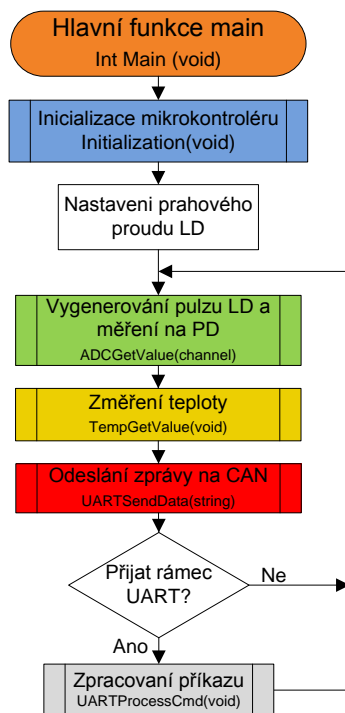 Hlavní funkce main
Int Main (void)
Inicializace mikrokontroléru
Initialization(void)
Nastaveni prahového
proudu LD
Vygenerování pulzu LD a
měření na PD
ADCGetValue(channel)
Změření teploty
TempGetValue(void)
Odeslání zprávy na CAN
UARTSendData(string)
Přijat rámec
UART?
Ne
Ano
Zpracovaní příkazu
UARTProcessCmd(void)